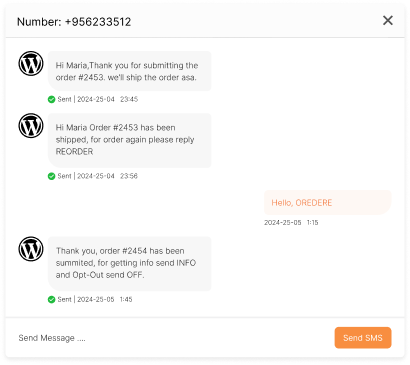 Number: +956233512
Hi Maria,Thank you for submitting the
order #2453. we'll ship the order asa.
Sent | 2024-25-04 23:45
Hi Maria Order #2453 has been
shipped, for order again please reply
REORDER
Sent | 2024-25-04 23:56
Hello, OREDERE
2024-25-05 1:15
Thank you, order #2454 has been
summited, for getting info send INFO
and Opt-Out send OFF.
Sent | 2024-25-05 1:45
Send Message ....
Send SMS